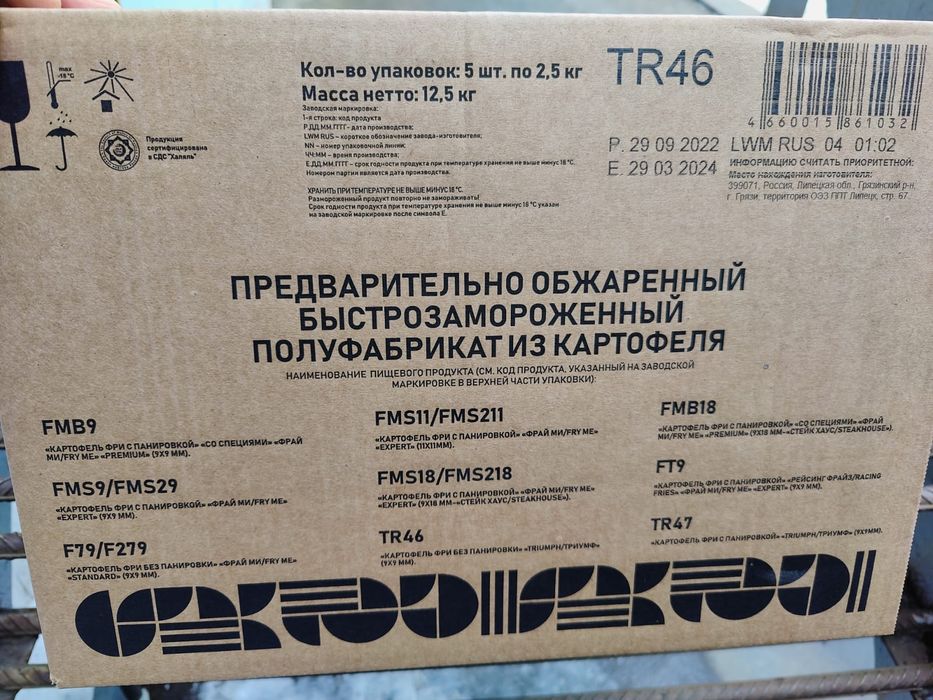 max
-18 °C
Продукция
сертифицирована
в СДС "Халяль"
Кол-во упаковок: 5 шт. по 2,5 кг
Масса нетто: 12,5 кг
Заводская маркировка:
1-я строка: код продукта
P.ДД.ММ.ГГГГ - дата производства;
LWM RUS – короткое обозначение завода-изготовителя;
NN – номер упаковочной линии;
ЧЧ:ММ – время производства;
E.ДД.ММ.ГГГГ – срок годности продукта при температуре хранения не выше минус 18 °C.
Номером партии является дата изготовления.
ХРАНИТЬ ПРИ ТЕМПЕРАТУРЕ НЕ ВЫШЕ МИНУС 18 °C.
Размороженный продукт повторно не замораживать!
Срок годности продукта при температуре хранения не выше минус 18 °C указан
на заводской маркировке после символа E.
TR46
4 660015 861032
P. 29 09 2022 LWM RUS 04 01:02
E. 29 03 2024
ИНФОРМАЦИЮ СЧИТАТЬ ПРИОРИТЕТНОЙ:
Место нахождения изготовителя:
399071, Россия, Липецкая обл., Грязинский р-н,
г. Грязи, территория ОЭЗ ППТ Липецк, стр. 67.
ПРЕДВАРИТЕЛЬНО ОБЖАРЕННЫЙ
БЫСТРОЗАМОРОЖЕННЫЙ
ПОЛУФАБРИКАТ ИЗ КАРТОФЕЛЯ
НАИМЕНОВАНИЕ ПИЩЕВОГО ПРОДУКТА (СМ. КОД ПРОДУКТА, УКАЗАННЫЙ НА ЗАВОДСКОЙ
МАРКИРОВКЕ В ВЕРХНЕЙ ЧАСТИ УПАКОВКИ):
FMB9
«КАРТОФЕЛЬ ФРИ С ПАНИРОВКОЙ» «СО СПЕЦИЯМИ» «ФРАЙ
МИ/FRY ME» «PREMIUM» (9X9 ММ).
FMS9/FMS29
«КАРТОФЕЛЬ ФРИ С ПАНИРОВКОЙ» «ФРАЙ МИ/FRY ME»
«EXPERT» (9X9 ММ).
F79/F279
«КАРТОФЕЛЬ ФРИ БЕЗ ПАНИРОВКИ» «ФРАЙ МИ/FRY ME»
«STANDARD» (9X9 ММ).
FMS11/FMS211
«КАРТОФЕЛЬ ФРИ С ПАНИРОВКОЙ» «ФРАЙ МИ/FRY ME»
«EXPERT» (11X11ММ).
FMS18/FMS218
«КАРТОФЕЛЬ ФРИ С ПАНИРОВКОЙ» «ФРАЙ МИ/FRY ME»
«EXPERT» (9X18 ММ-«СТЕЙК ХАУС/STEAKHOUSE»).
TR46
«КАРТОФЕЛЬ ФРИ БЕЗ ПАНИРОВКИ» «TRIUMPH/ТРИУМФ»
(9X9 ММ).
FMB18
«КАРТОФЕЛЬ ФРИ С ПАНИРОВКОЙ» «СО СПЕЦИЯМИ» «ФРАЙ
МИ/FRY ME» «PREMIUM» (9X18 ММ-«СТЕЙК ХАУС/STEAKHOUSE»).
FT9
«КАРТОФЕЛЬ ФРИ С ПАНИРОВКОЙ» «РЕЙСИНГ ФРАЙЗ/RACING
FRIES» «ФРАЙ МИ/FRY ME» «EXPERT» (9X9 ММ).
TR47
«КАРТОФЕЛЬ ФРИ С ПАНИРОВКОЙ» «TRIUMPH/ТРИУМФ» (9X9ММ).